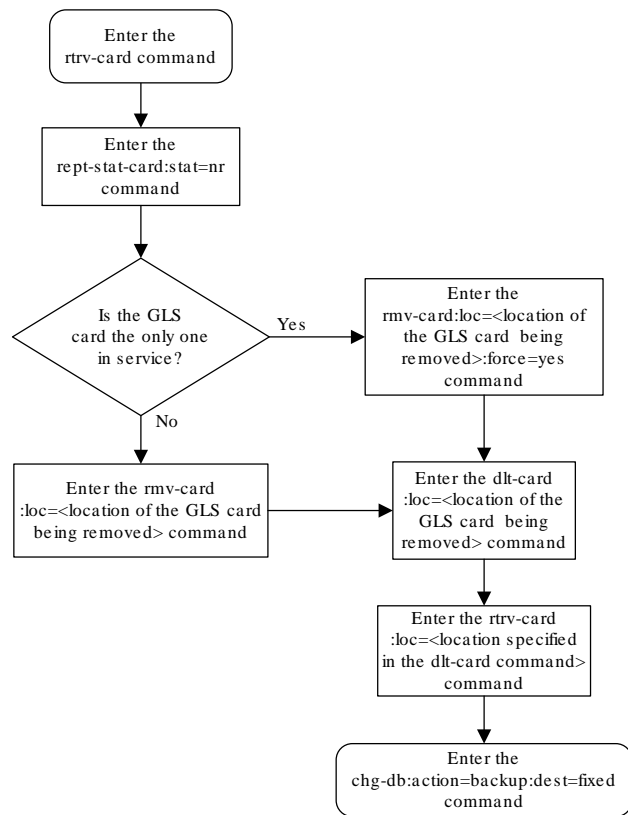 Enter the
rtrv-card command
Enter the
rept-stat-card:stat=nr
command
Is the GLS
card the only one
in service?
Yes
Enter the
rmv-card:loc=<location of
the GLS card being
removed>:force=yes
command
No
Enter the rmv-card
:loc=<location of the GLS card
being removed> command
Enter the dlt-card
:loc=<location of the
GLS card being
removed> command
Enter the rtrv-card
:loc=<location specified
in the dlt-card command>
command
Enter the
chg-db:action=backup:dest=fixed
command